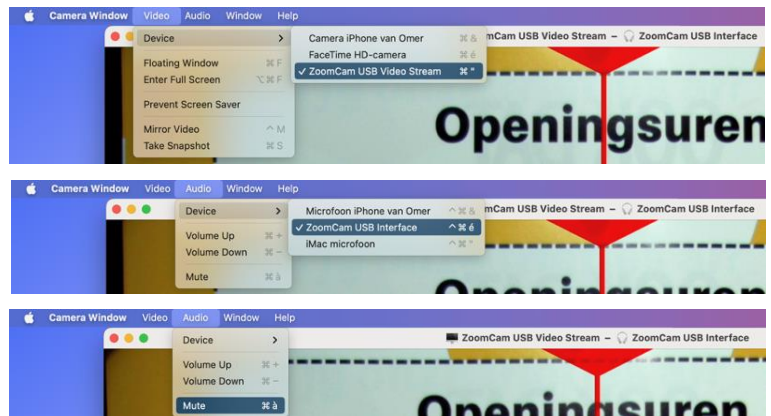 Camera Window Video Audio Window Help
Device >
Camera iPhone van Omer ⌘ &
mCam USB Video Stream – ZoomCam USB Interface
FaceTime HD-camera ⌘ é
Floating Window ⌘ F
✓ ZoomCam USB Video Stream ⌘ "
Enter Full Screen ⌥ ⌘ F
Prevent Screen Saver
Mirror Video ^ M
Take Snapshot ⌘ S
Openingsuren
Camera Window Video Audio Window Help
Device >
Microfoon iPhone van Omer ^ ⌘ &
mCam USB Video Stream – ZoomCam USB Interface
✓ ZoomCam USB Interface ^ ⌘ é
Volume Up ⌘ +
iMac microfoon ^ ⌘ "
Volume Down ⌘ –
Mute ⌘ à
Openingsuren
Camera Window Video Audio Window Help
Device >
ZoomCam USB Video Stream – ZoomCam USB Interface
Volume Up ⌘ +
Volume Down ⌘ –
Mute ⌘ à
Openingsuren